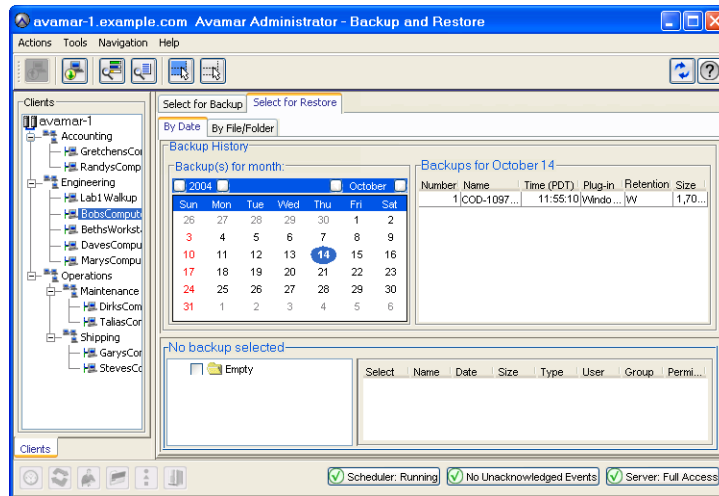 avamar-1.example.com Avamar Administrator - Backup and Restore
Actions Tools Navigation Help
Clients
avamar-1
Accounting
GretchensCo
RandysComp
Engineering
Lab1 Walkup
BobsCompute
BethsWorkst
DavesCompu
MarysCompu
Operations
Maintenance
DirksCom
TaliasCor
Shipping
GarysCor
StevesCo
Clients
Select for Backup Select for Restore
By Date By File/Folder
Backup History
Backup(s) for month:
2004 October
Sun Mon Tue Wed Thu Fri Sat
26 27 28 29 30 1 2
3 4 5 6 7 8 9
10 11 12 13 14 15 16
17 18 19 20 21 22 23
24 25 26 27 28 29 30
31 1 2 3 4 5 6
Backups for October 14
Number Name Time (PDT) Plug-in Retention Size
1 COD-1097... 11:55:10 Windo... W 1,70...
No backup selected
Empty
Select Name Date Size Type User Group Permi...
Scheduler: Running No Unacknowledged Events Server: Full Access